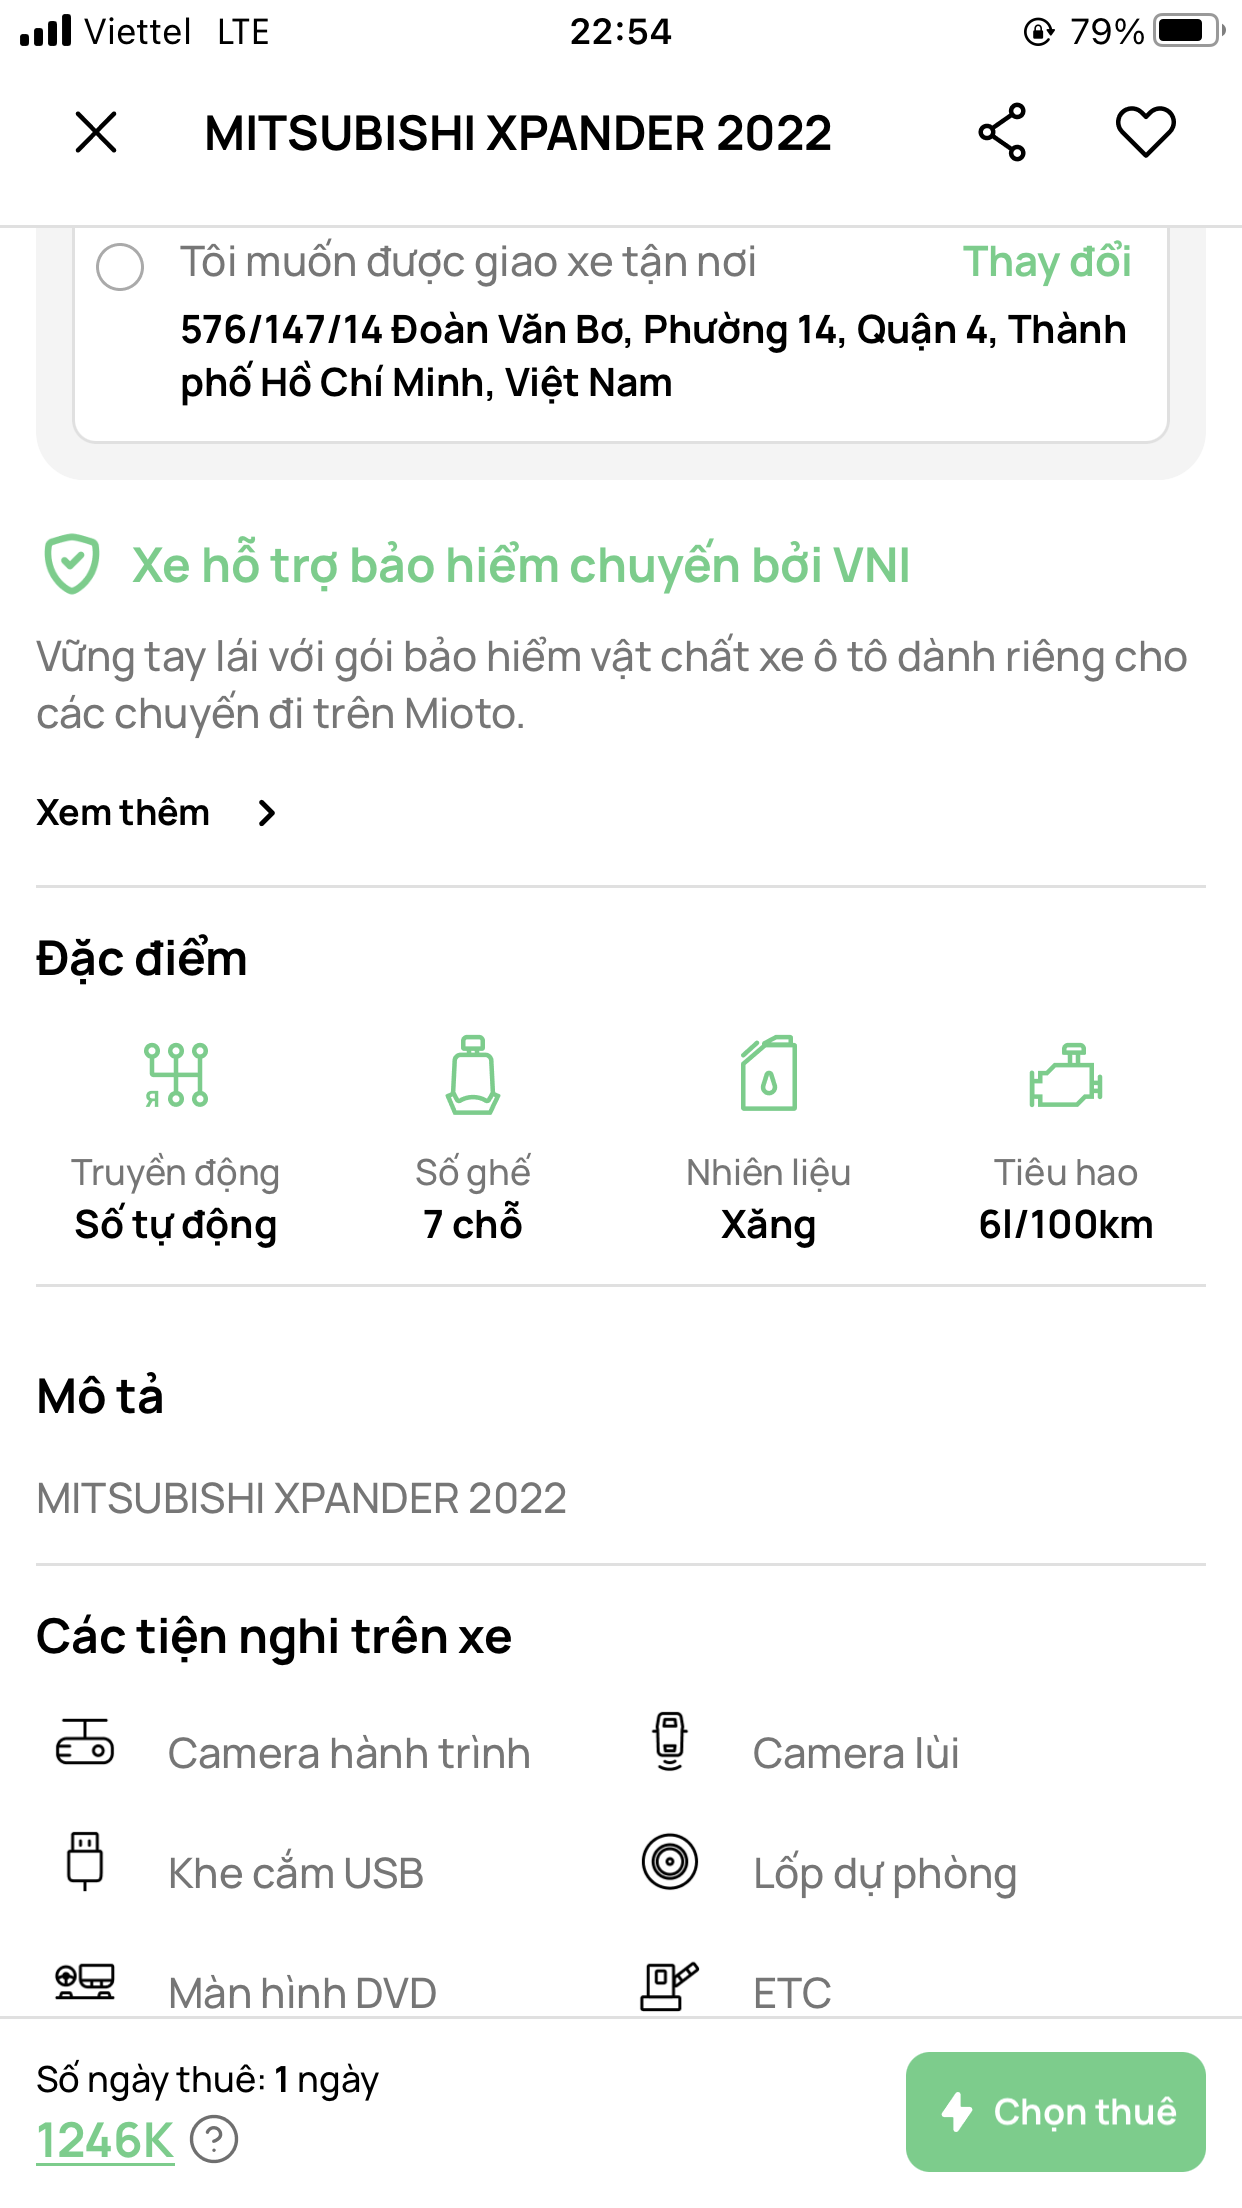 Viettel LTE 22:54 79%
MITSUBISHI XPANDER 2022
Tôi muốn được giao xe tận nơi Thay đổi
576/147/14 Đoàn Văn Bơ, Phường 14, Quận 4, Thành
phố Hồ Chí Minh, Việt Nam
Xe hỗ trợ bảo hiểm chuyến bởi VNI
Vững tay lái với gói bảo hiểm vật chất xe ô tô dành riêng cho
các chuyến đi trên Mioto.
Xem thêm
Đặc điểm
Truyền động Số ghế Nhiên liệu Tiêu hao
Số tự động 7 chỗ Xăng 6l/100km
Mô tả
MITSUBISHI XPANDER 2022
Các tiện nghi trên xe
Camera hành trình Camera lùi
Khe cắm USB Lốp dự phòng
Màn hình DVD ETC
Số ngày thuê: 1 ngày
1246K ?
Chọn thuê